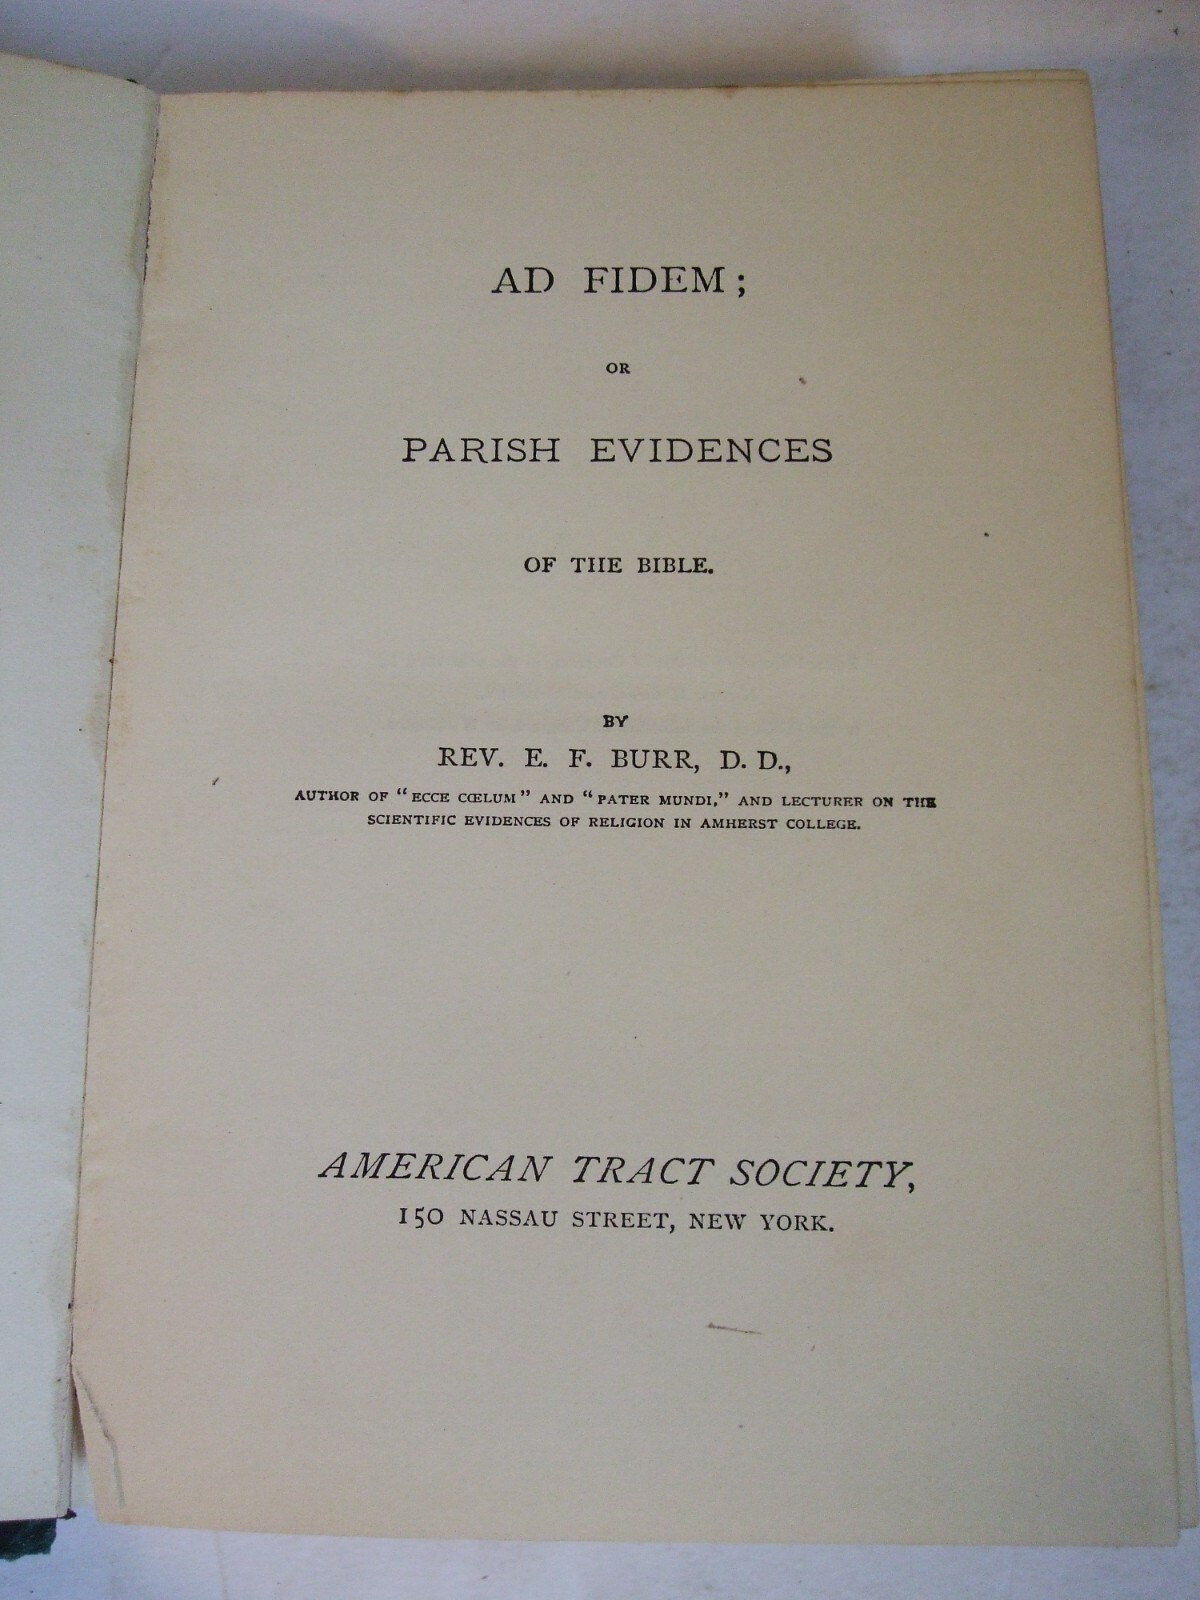 AD FIDEM;
OR
PARISH EVIDENCES
OF THE BIBLE.
BY
REV. E. F. BURR, D. D.,
AUTHOR OF "ECCE CŒLUM" AND "PATER MUNDI," AND LECTURER ON THE
SCIENTIFIC EVIDENCES OF RELIGION IN AMHERST COLLEGE.
AMERICAN TRACT SOCIETY,
150 NASSAU STREET, NEW YORK.